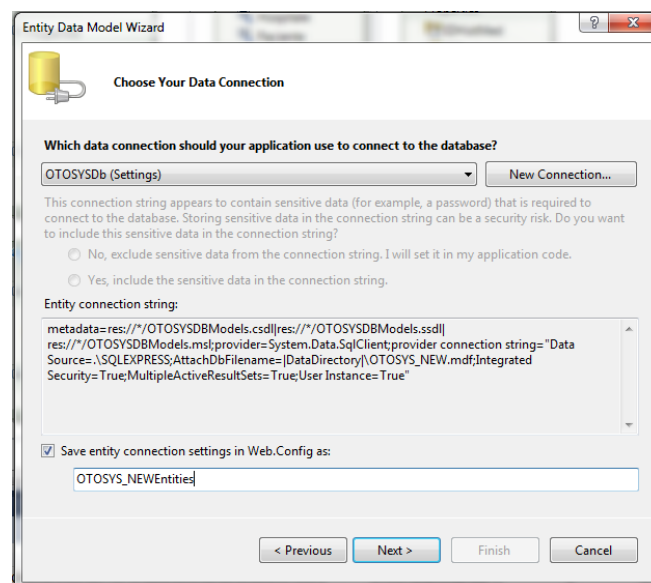 Entity Data Model Wizard
Choose Your Data Connection
Which data connection should your application use to connect to the database?
OTOSYSDb (Settings)
New Connection...
This connection string appears to contain sensitive data (for example, a password) that is required to
connect to the database. Storing sensitive data in the connection string can be a security risk. Do you want
to include this sensitive data in the connection string?
No, exclude sensitive data from the connection string. I will set it in my application code.
Yes, include the sensitive data in the connection string.
Entity connection string:
metadata=res://*/OTOSYSDBModels.csdl|res://*/OTOSYSDBModels.ssdl|
res://*/OTOSYSDBModels.msl;provider=System.Data.SqlClient;provider connection string="Data
Source=.\SQLEXPRESS;AttachDbFilename=|DataDirectory|\OTOSYS_NEW.mdf;Integrated
Security=True;MultipleActiveResultSets=True;User Instance=True"
Save entity connection settings in Web.Config as:
OTOSYS_NEWEntities
< Previous
Next >
Finish
Cancel